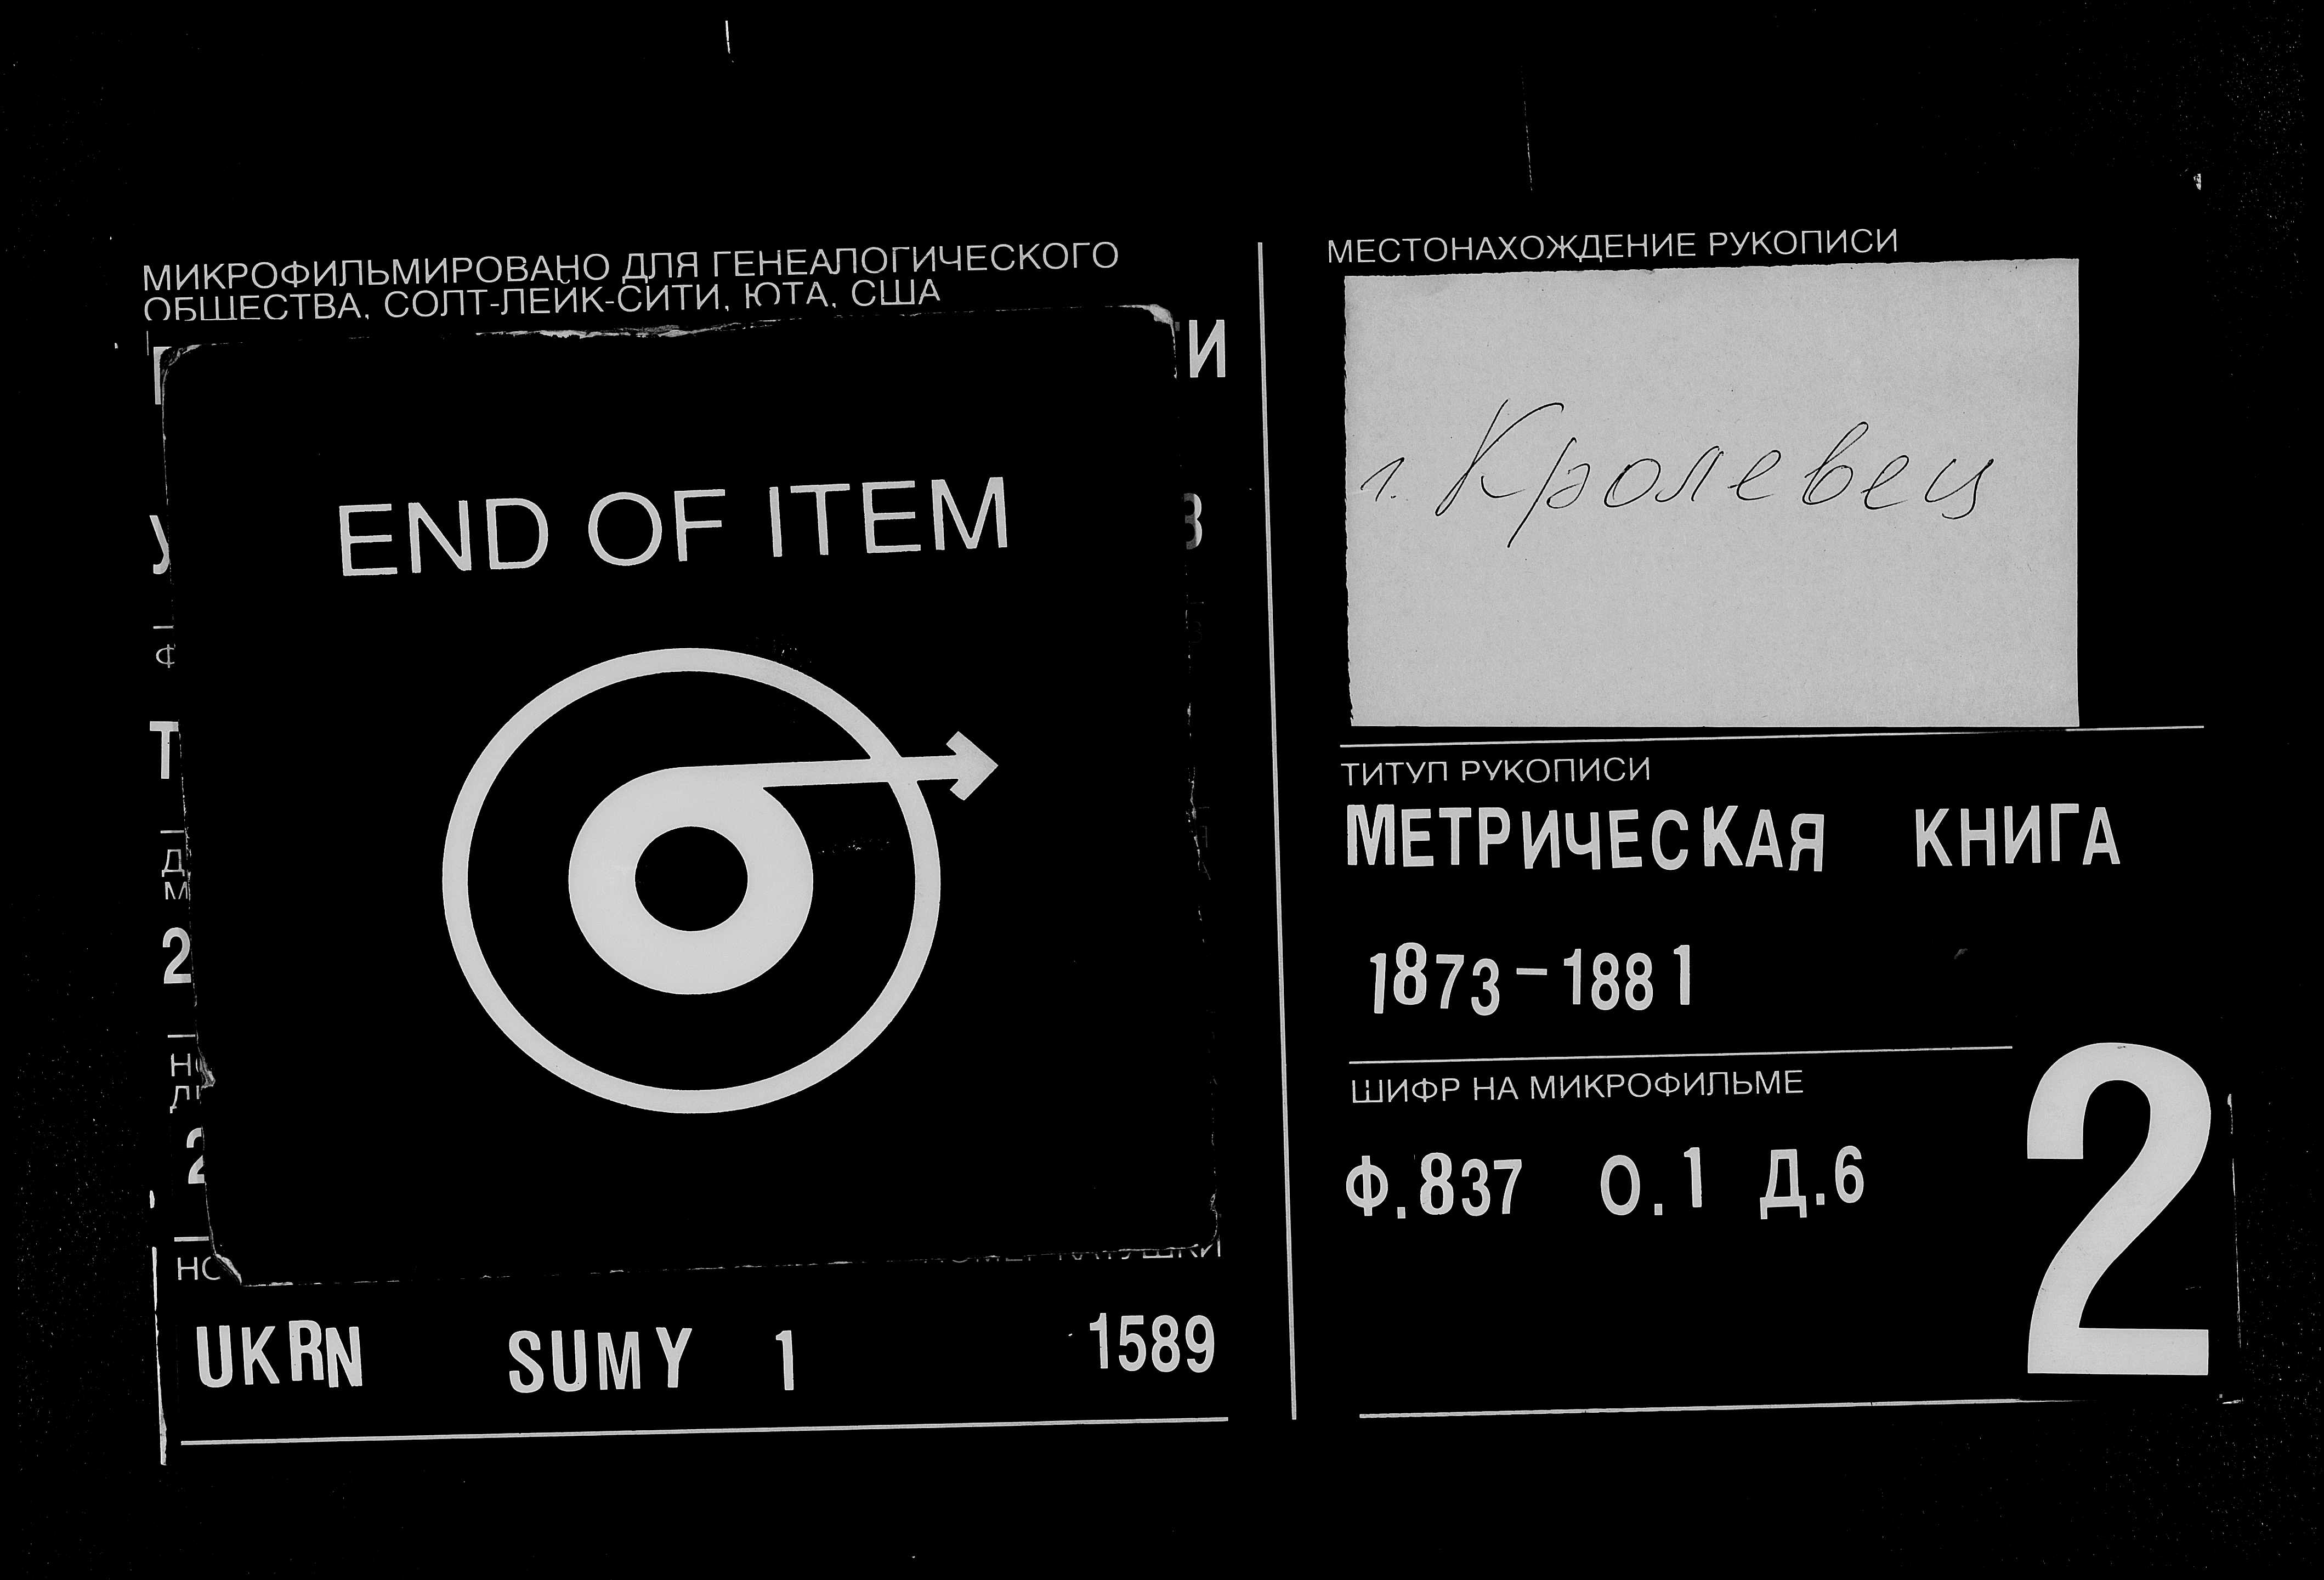 МИКРОФИЛЬМИРОВАНО ДЛЯ ГЕНЕАЛОГИЧЕСКОГО
ОБЩЕСТВА, СОЛТ-ЛЕЙК-СИТИ, ЮТА, США
END OF ITEM
UKRN SUMY 1 1589
МЕСТОНАХОЖДЕНИЕ РУКОПИСИ
г. Кролевец
ТИТУЛ РУКОПИСИ
МЕТРИЧЕСКАЯ КНИГА
1873-1881
ШИФР НА МИКРОФИЛЬМЕ
Ф.837 О.1 Д.6
2